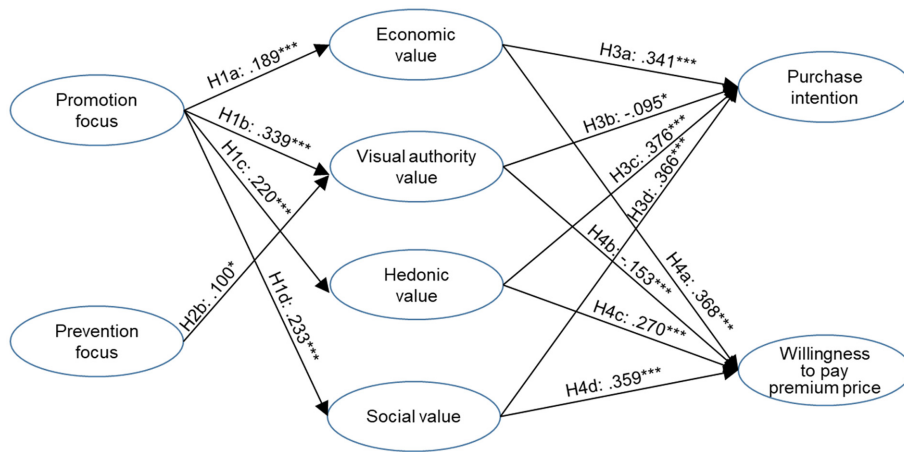 Promotion
focus
Prevention
focus
H1a: .189***
H1b: .339***
H1c: .220***
H1d: .233***
H2b: .100*
Economic
value
Visual authority
value
Hedonic
value
Social value
H3a: .341***
H3b: -.095*
H3c: .376***
H3d: .366***
H4a: .368***
H4b: -.153***
H4c: .270***
H4d: .359***
Purchase
intention
Willingness
to pay
premium price